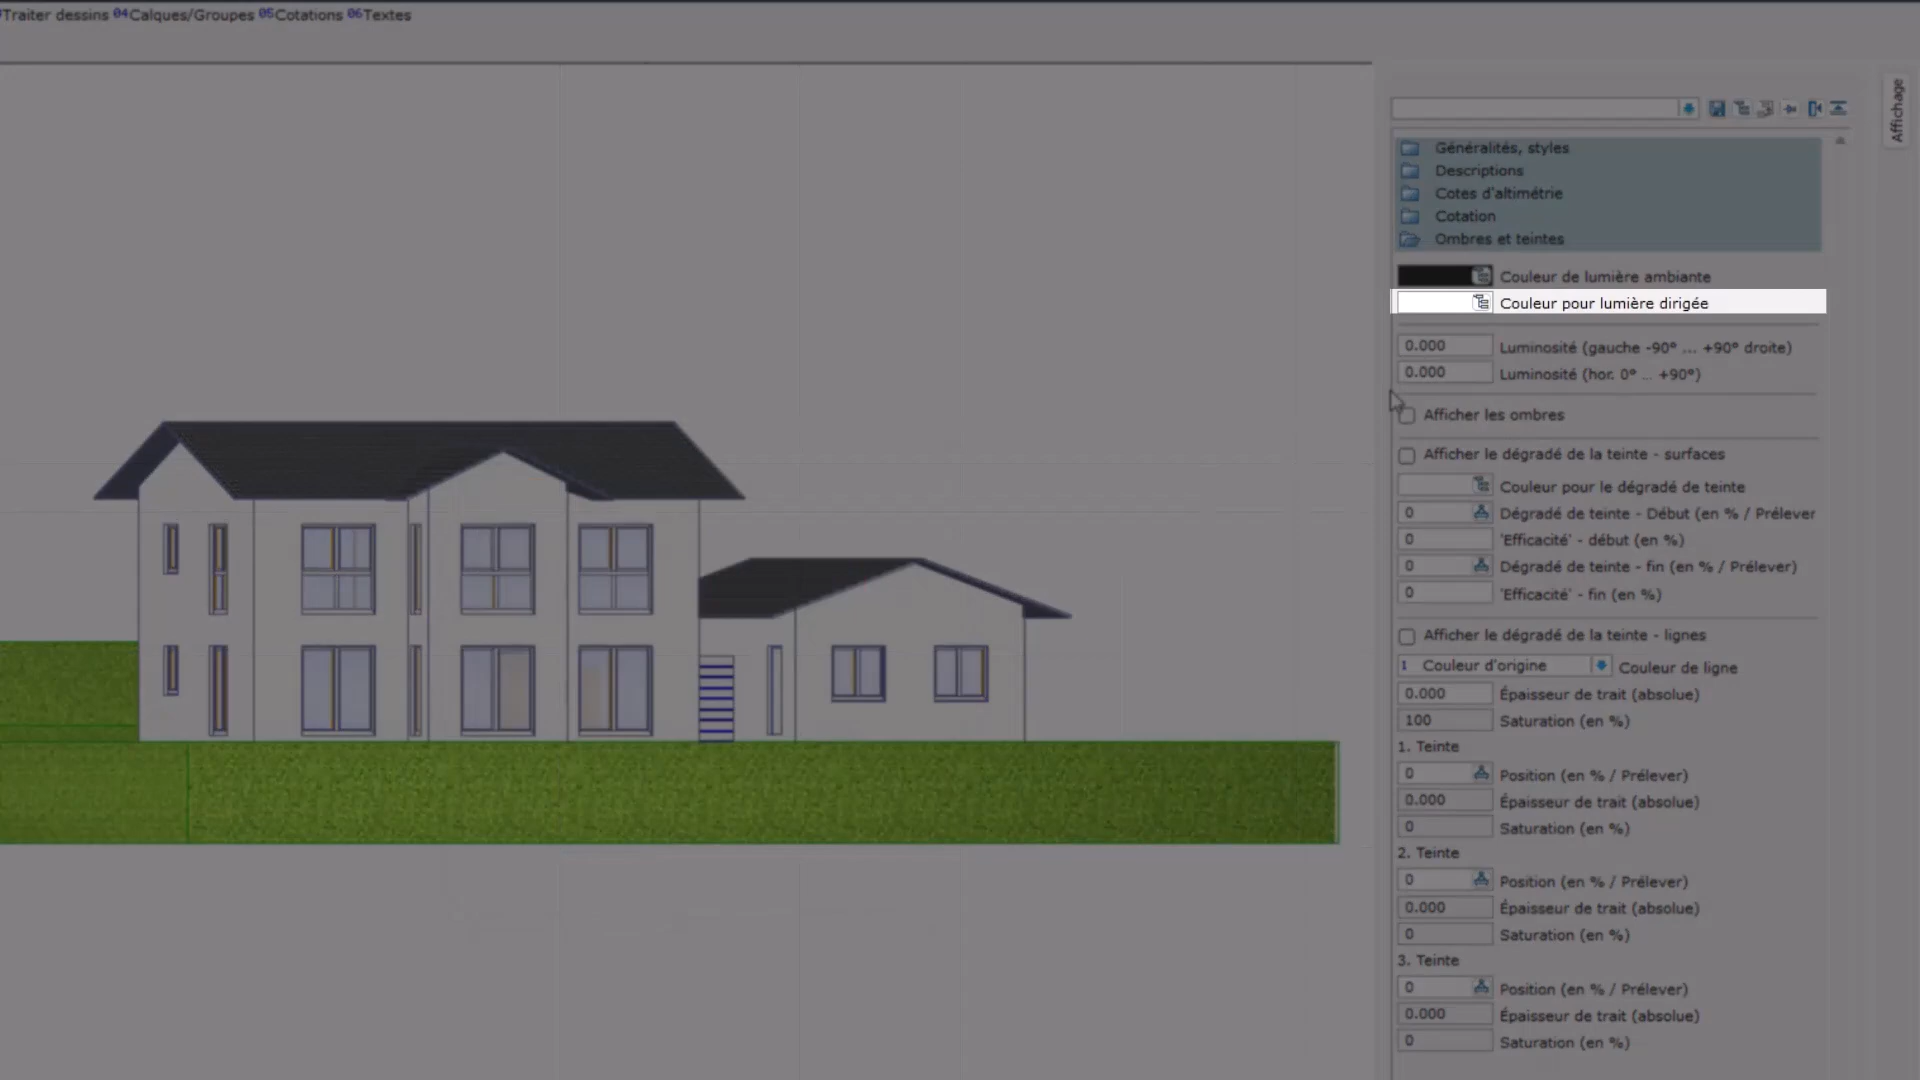 Traiter dessins 04Calques/Groupes 05Cotations 06Textes
Affichage
Généralités, styles
Descriptions
Cotes d'altimétrie
Cotation
Ombres et teintes
Couleur de lumière ambiante
Couleur pour lumière dirigée
0.000 Luminosité (gauche -90° ... +90° droite)
0.000 Luminosité (hor. 0° ... +90°)
Afficher les ombres
Afficher le dégradé de la teinte - surfaces
Couleur pour le dégradé de teinte
0 Dégradé de teinte - Début (en % / Prélever
0 'Efficacité' - début (en %)
0 Dégradé de teinte - fin (en % / Prélever)
0 'Efficacité' - fin (en %)
Afficher le dégradé de la teinte - lignes
1 Couleur d'origine Couleur de ligne
0.000 Épaisseur de trait (absolue)
100 Saturation (en %)
1. Teinte
0 Position (en % / Prélever)
0.000 Épaisseur de trait (absolue)
0 Saturation (en %)
2. Teinte
0 Position (en % / Prélever)
0.000 Épaisseur de trait (absolue)
0 Saturation (en %)
3. Teinte
0 Position (en % / Prélever)
0.000 Épaisseur de trait (absolue)
0 Saturation (en %)